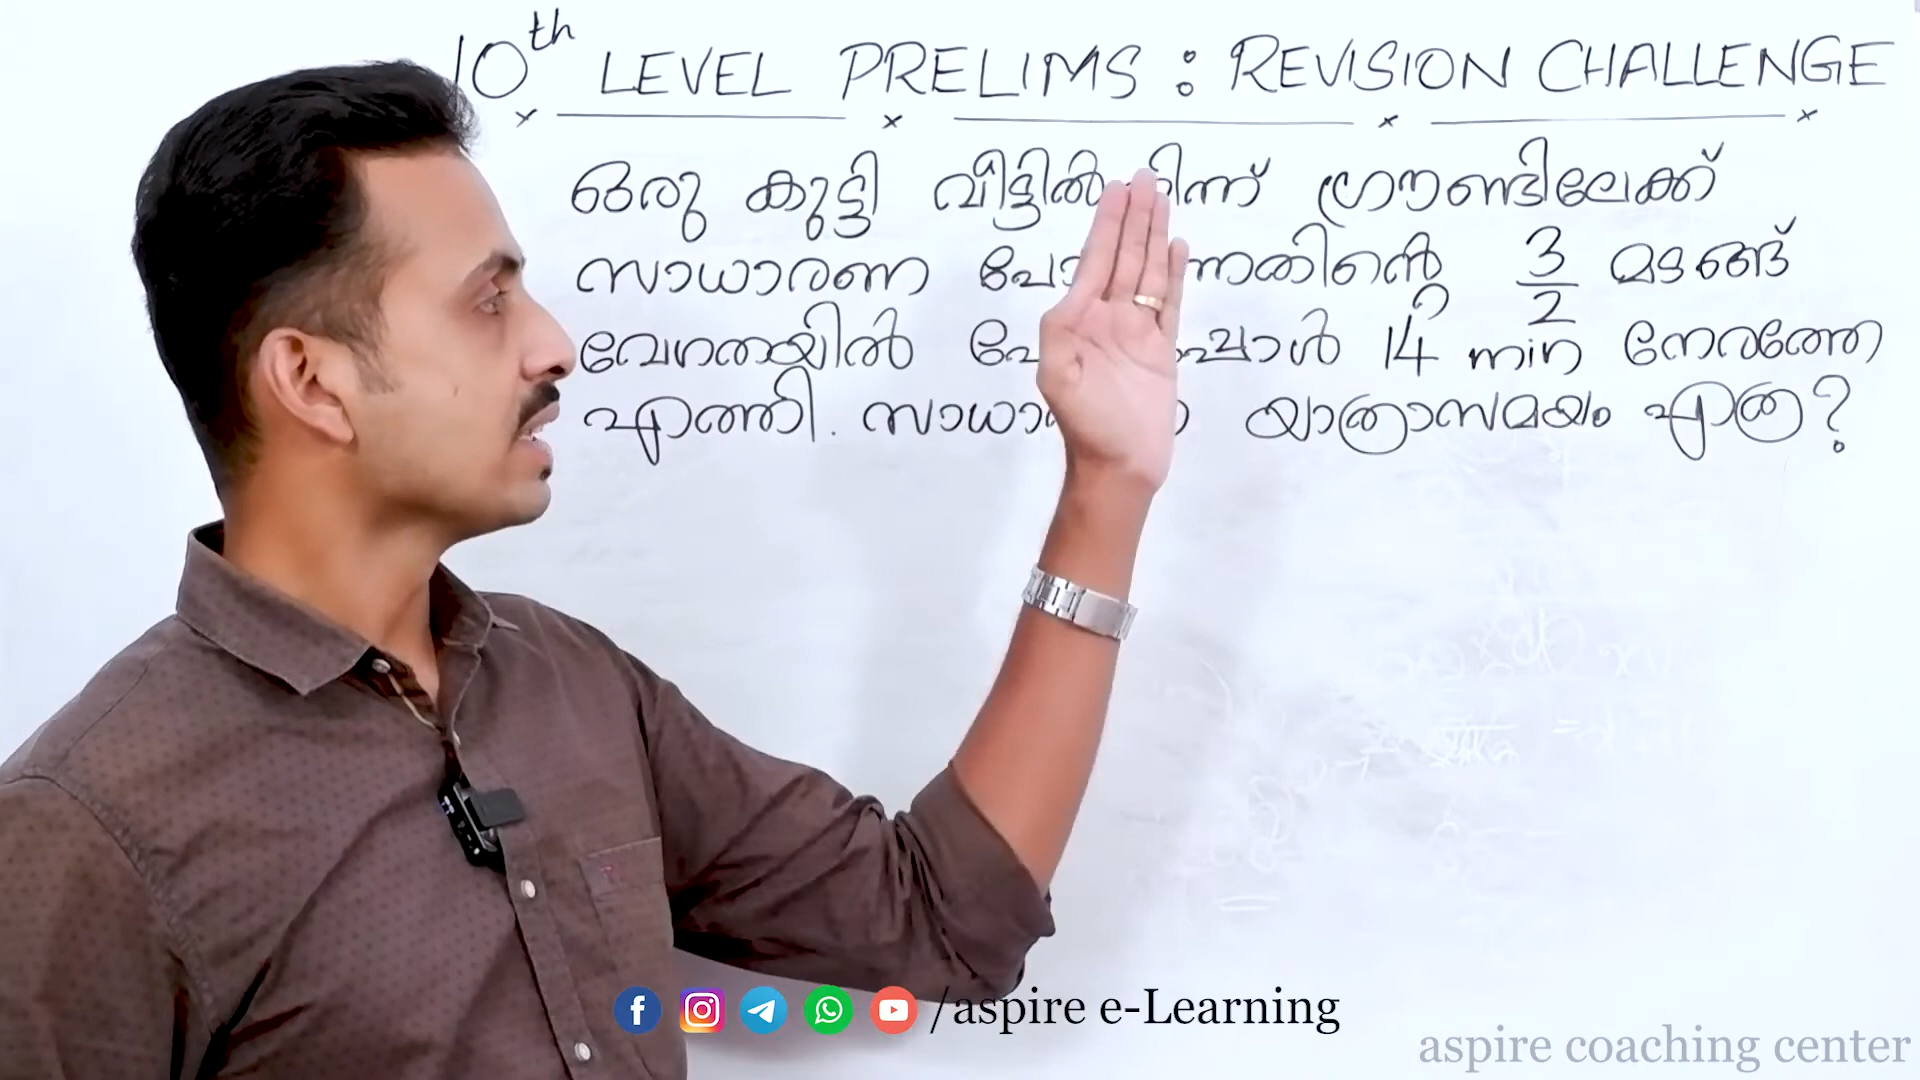 10th LEVEL PRELIMS : REVISION CHALLENGE
ഒരു കുട്ടി വീട്ടിൽ ഗ്രൗണ്ടിലേക്ക്
സാധാരണ 3/2 മടങ്ങ്
വേഗതയിൽ 14 min നേരത്തേ
എത്തി. യാത്രാസമയം എത്ര?
/aspire e-Learning
aspire coaching center